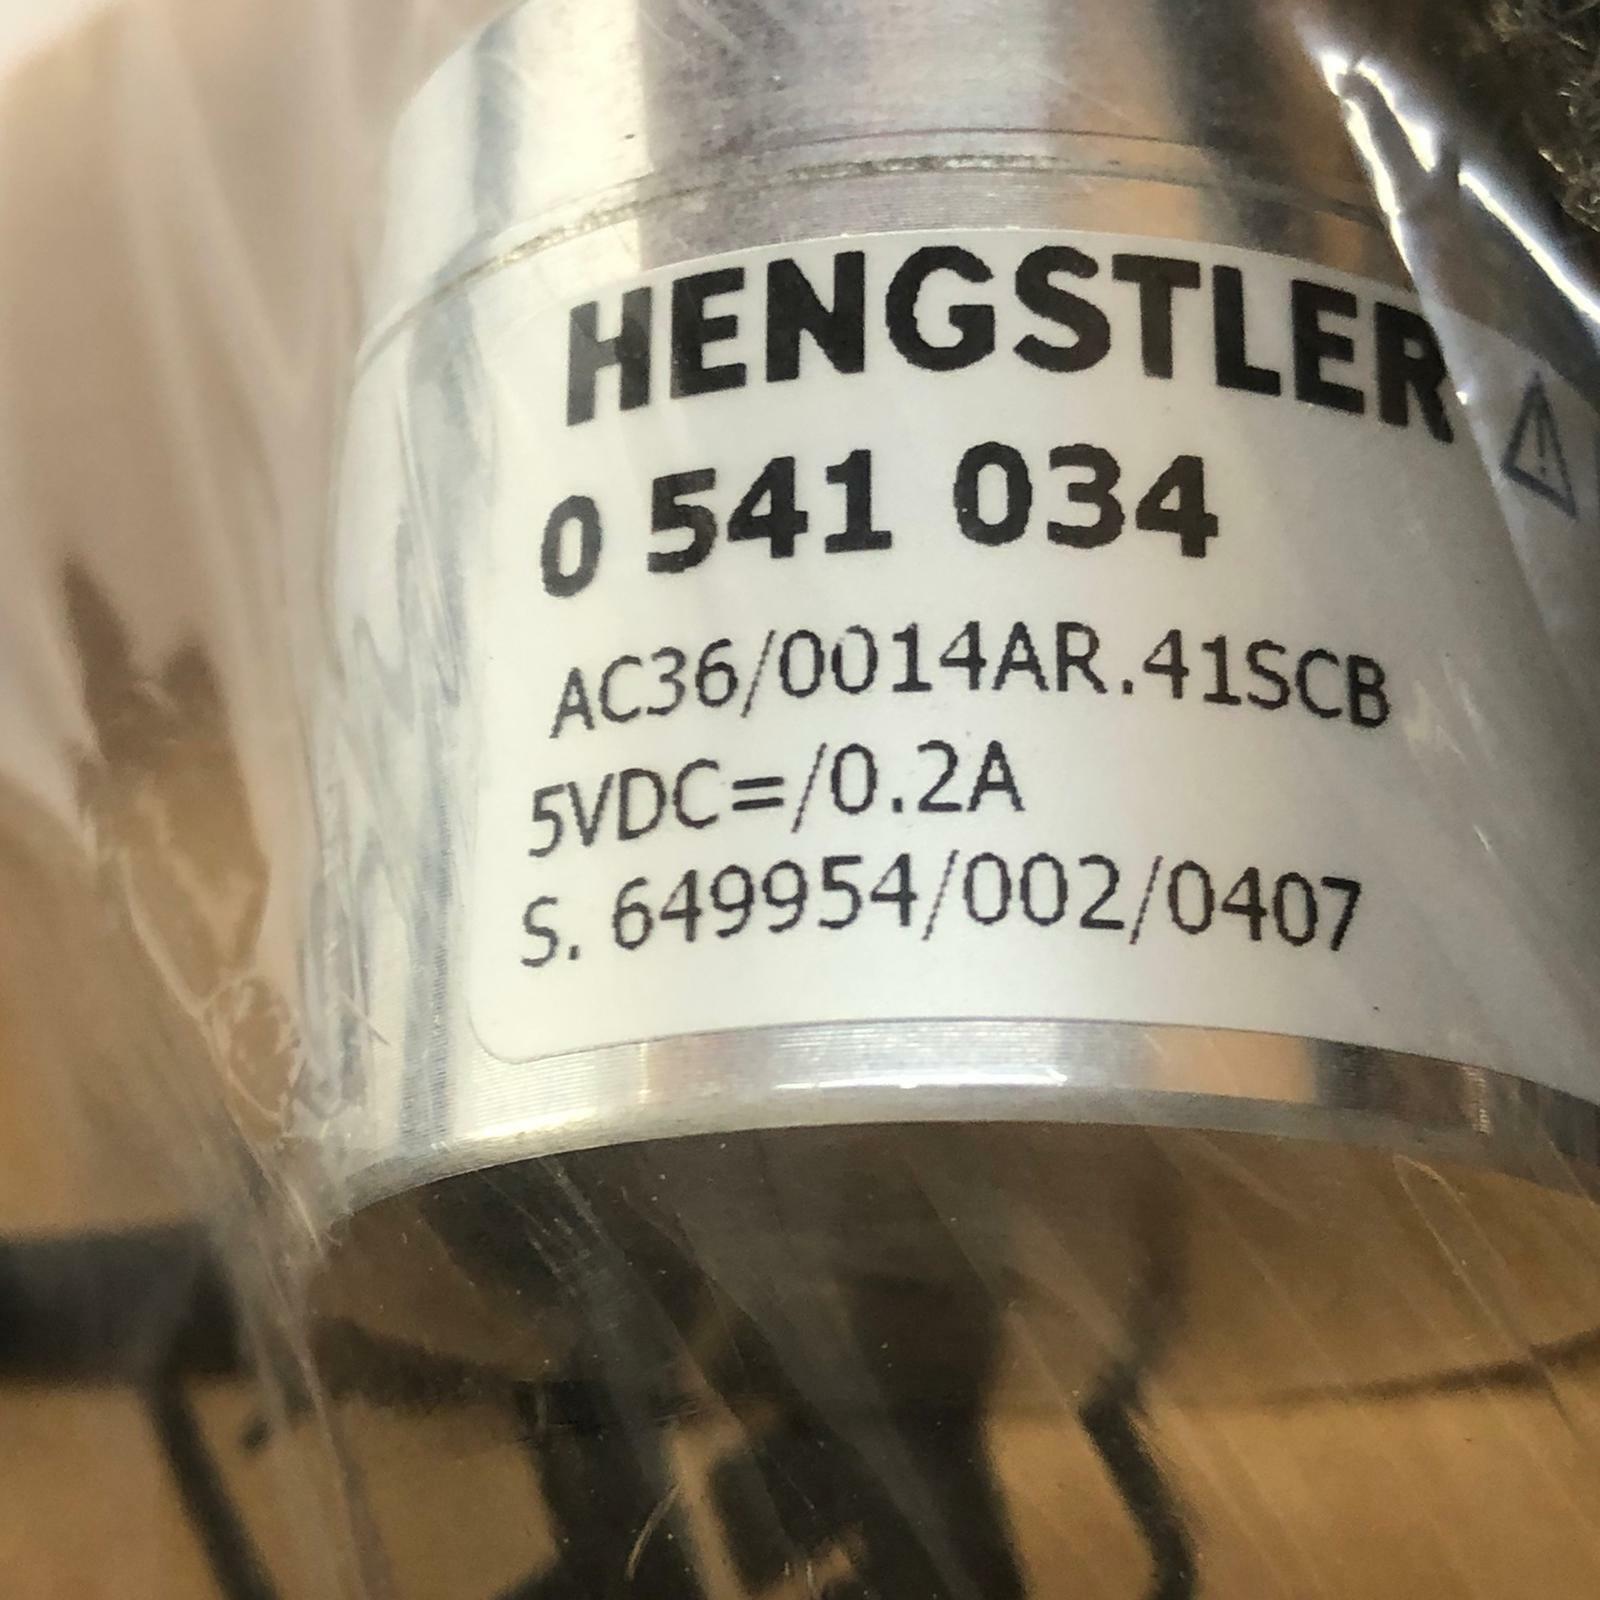 HENGSTLER
0 541 034
AC36/0014AR.41SCB
5VDC=/0.2A
S. 649954/002/0407